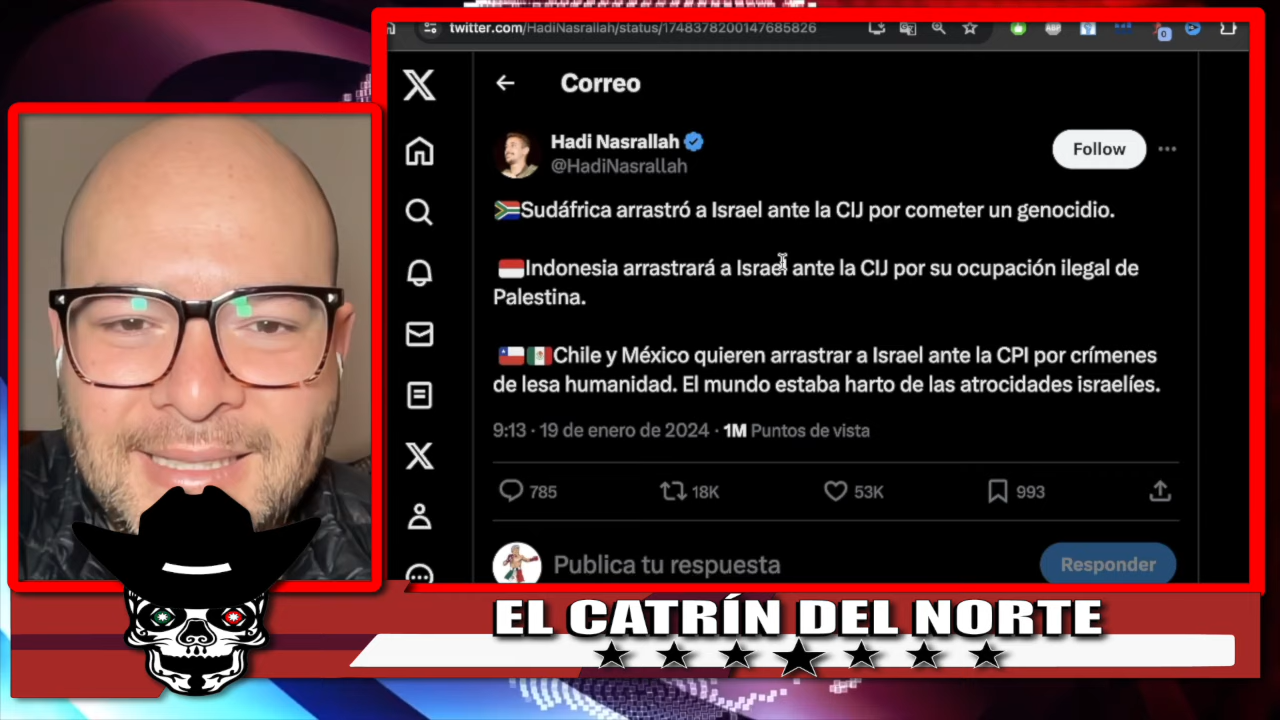 twitter.com/HadiNasrallah/status/1748378200147685826
0
Correo
Hadi Nasrallah
@HadiNasrallah
Follow
Sudáfrica arrastró a Israel ante la CIJ por cometer un genocidio.
Indonesia arrastrará a Israel ante la CIJ por su ocupación ilegal de
Palestina.
Chile y México quieren arrastrar a Israel ante la CPI por crímenes
de lesa humanidad. El mundo estaba harto de las atrocidades israelíes.
9:13 · 19 de enero de 2024 · 1M Puntos de vista
785
18K
53K
993
Publica tu respuesta
Responder
EL CATRÍN DEL NORTE